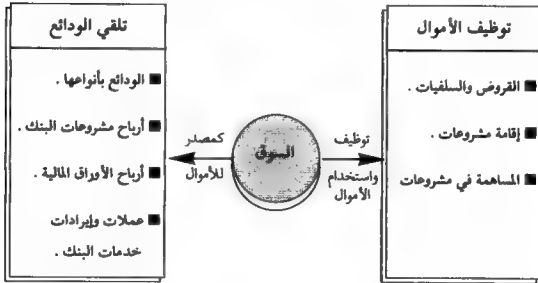 توظيف الأموال
■ القروض والسلفيات .
■ إقامة مشروعات .
■ المساهمة في مشروعات
توظيف
واستخدام
الأموال
السوق
كمصدر
للأموال
تلقي الودائع
■ الودائع بأنواعها .
■ أرباح مشروعات البنك .
■ أرباح الأوراق المالية .
■ عملات وإيرادات
خدمات البنك .